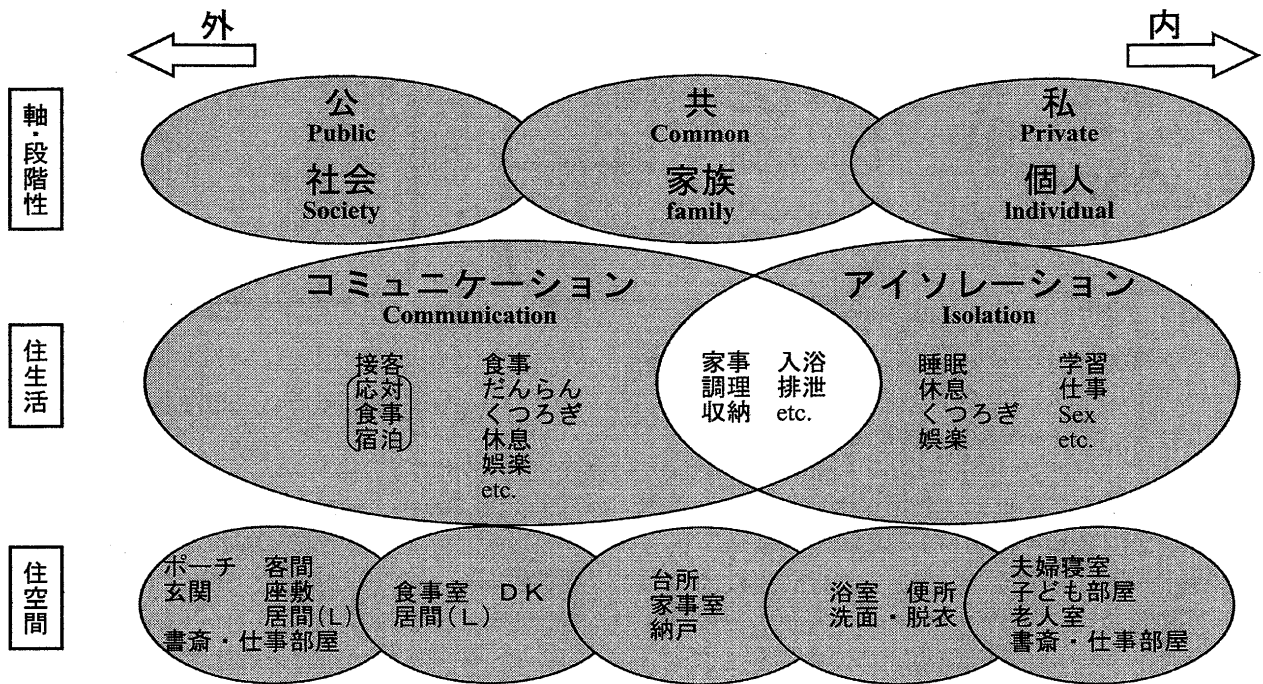 外
内
軸・段階性
公
Public
社会
Society
共
Common
家族
family
私
Private
個人
Individual
住生活
コミュニケーション
Communication
接客
応対
食事
宿泊
食事
だんらん
くつろぎ
休息
娯楽
etc.
家事 入浴
調理 排泄
収納 etc.
アイソレーション
Isolation
睡眠 学習
休息 仕事
くつろぎ Sex
娯楽 etc.
住空間
ポーチ 客間
玄関 座敷
居間(L)
書斎・仕事部屋
食事室 DK
居間(L)
台所
家事室
納戸
浴室 便所
洗面・脱衣
夫婦寝室
子ども部屋
老人室
書斎・仕事部屋